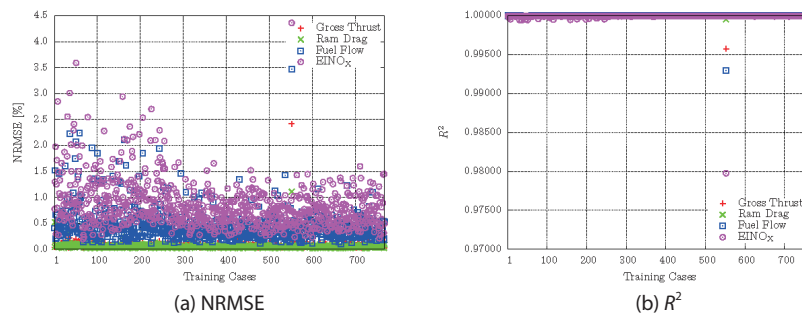 4.5
4.0
3.5
3.0
2.5
2.0
1.5
1.0
0.5
0.0
NRMSE [%]
1 100 200 300 400 500 600 700
Training Cases
Gross Thrust
Ram Drag
Fuel Flow
EINOX
(a) NRMSE
1.00000
0.99500
0.99000
0.98500
0.98000
0.97500
0.97000
R²
1 100 200 300 400 500 600 700
Training Cases
Gross Thrust
Ram Drag
Fuel Flow
EINOX
(b) R²